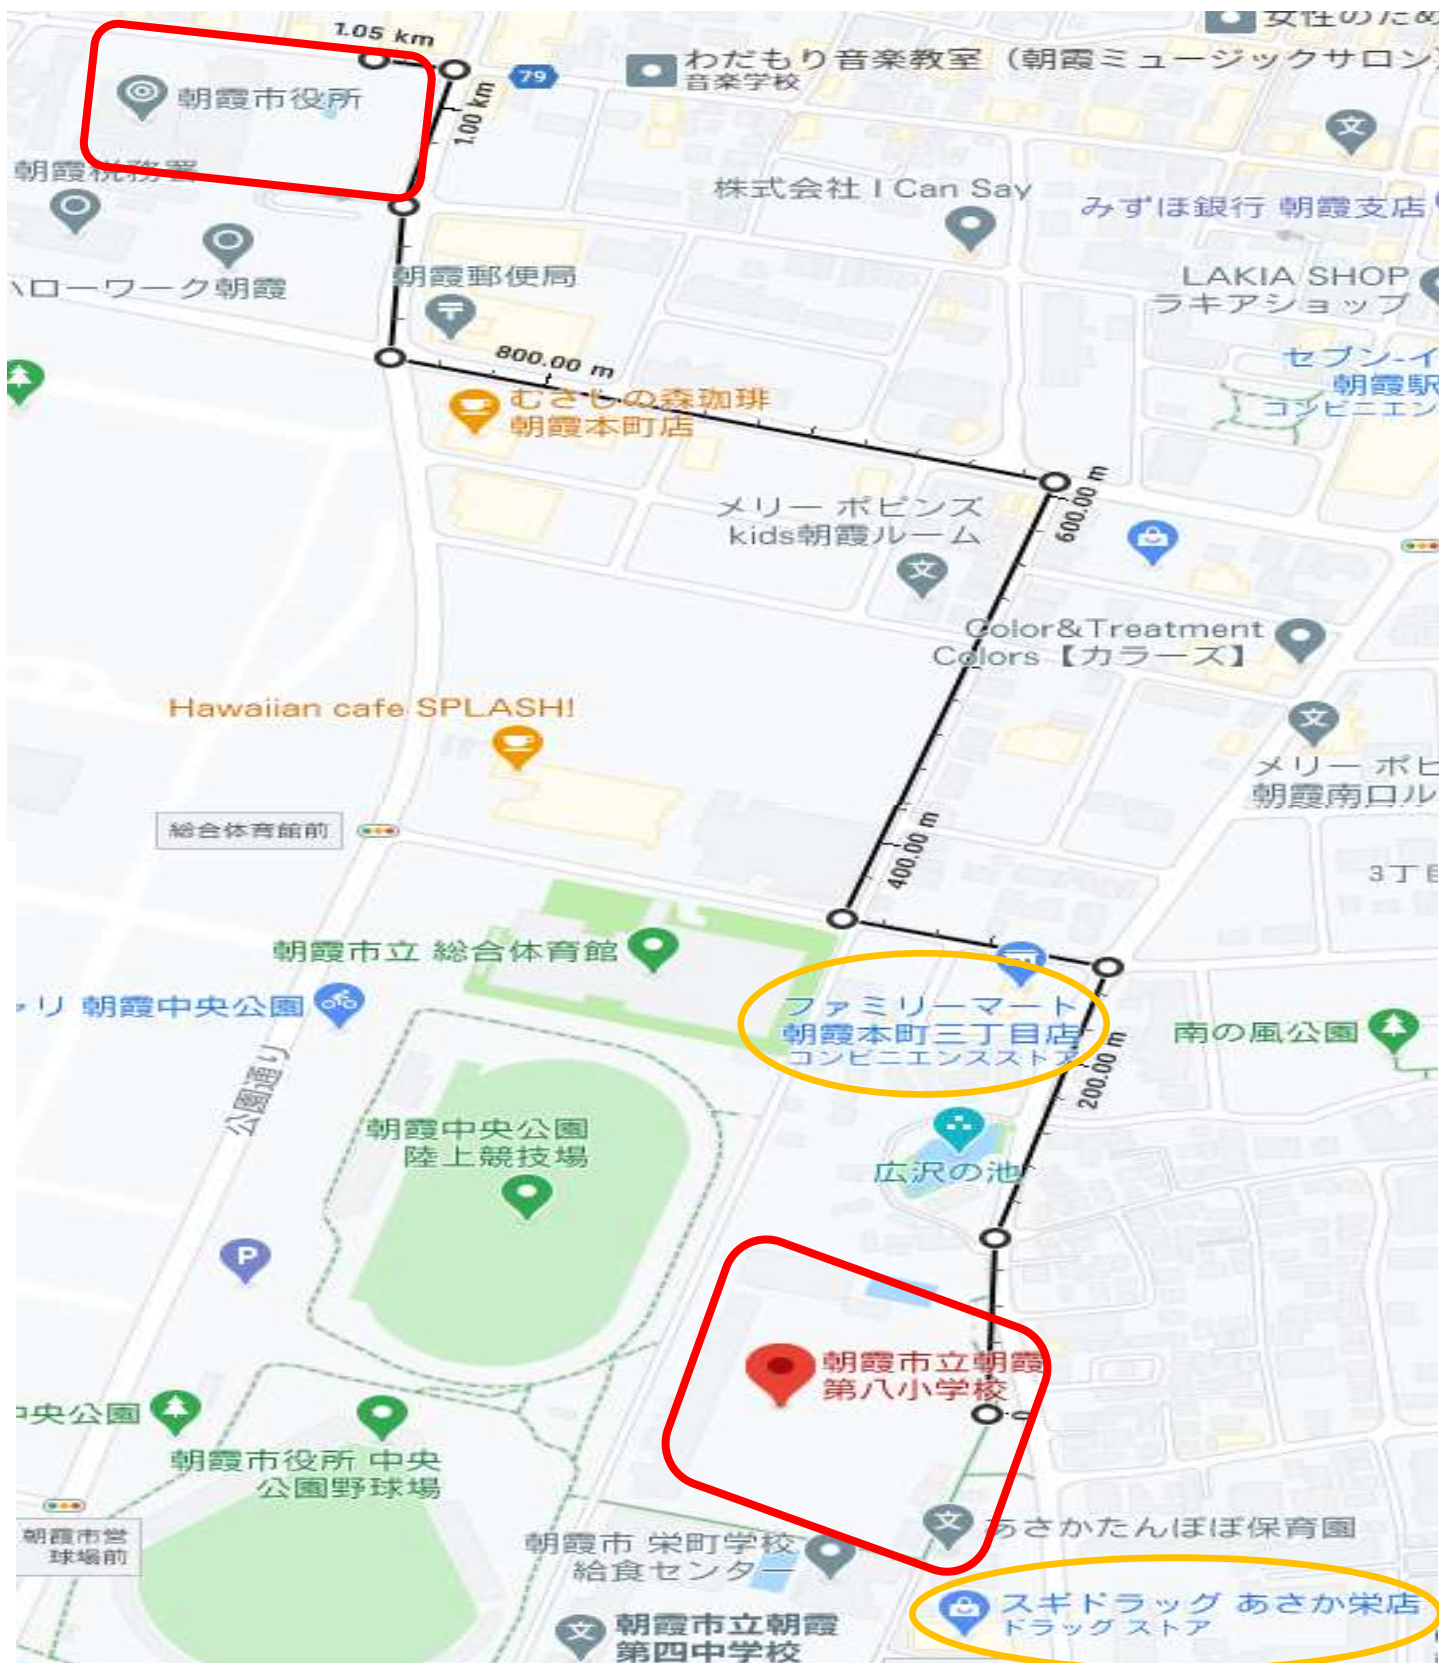 女性のため
1.05 km
79
わだもり音楽教室（朝霞ミュージックサロン）
音楽学校
朝霞市役所
1.00 km
朝霞税務署
株式会社 I Can Say
みずほ銀行 朝霞支店
ハローワーク朝霞
朝霞郵便局
LAKIA SHOP
ラキアショップ
800.00 m
セブン-イ
朝霞駅
コンビニエン
むさしの森珈琲
朝霞本町店
600.00 m
メリー ポピンズ
kids朝霞ルーム
文
Color&Treatment
Colors【カラーズ】
Hawaiian cafe SPLASH!
文
メリー ポピ
朝霞南口ル
総合体育館前
400.00 m
3丁目
朝霞市立 総合体育館
ャリ 朝霞中央公園
ファミリーマート
朝霞本町三丁目店
コンビニエンスストア
南の風公園
公園通り
200.00 m
朝霞中央公園
陸上競技場
広沢の池
P
朝霞市立朝霞
第八小学校
0
中央公園
朝霞市役所 中央
公園野球場
朝霞市営
球場前
朝霞市 栄町学校
給食センター
文
あさかたんぽぽ保育園
スギドラッグ あさか栄店
ドラッグ ストア
文
朝霞市立朝霞
第四中学校